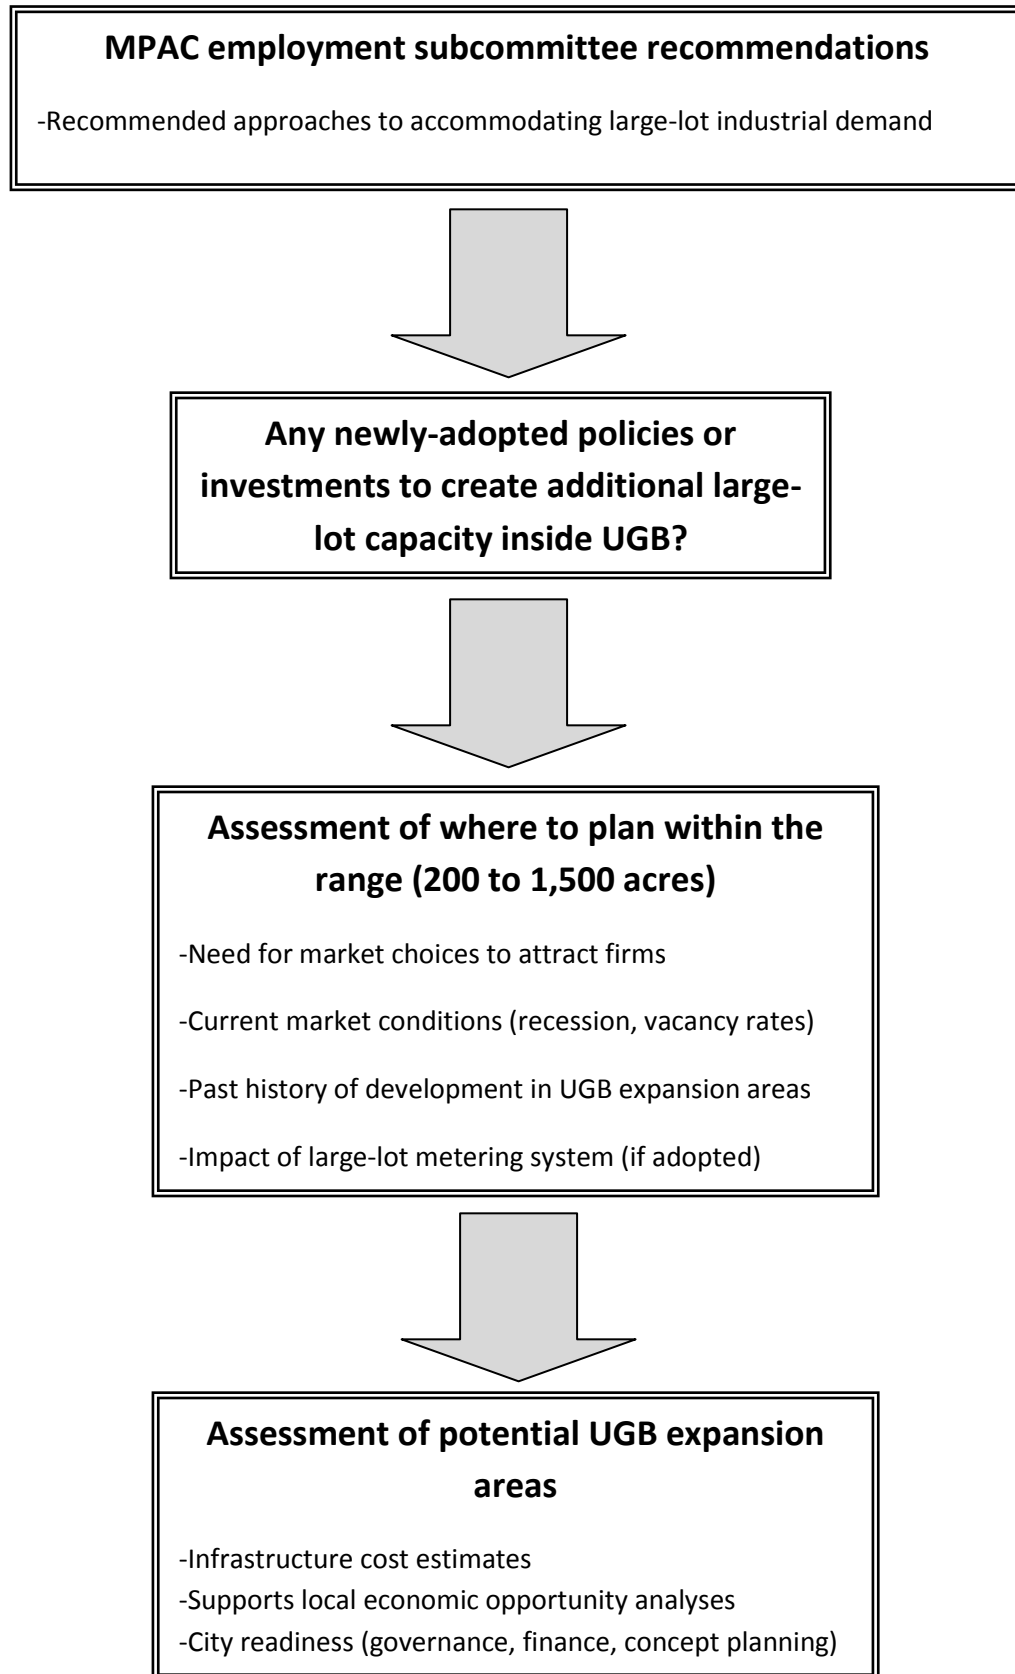 MPAC employment subcommittee recommendations
-Recommended approaches to accommodating large-lot industrial demand
Any newly-adopted policies or
investments to create additional large-
lot capacity inside UGB?
Assessment of where to plan within the
range (200 to 1,500 acres)
-Need for market choices to attract firms
-Current market conditions (recession, vacancy rates)
-Past history of development in UGB expansion areas
-Impact of large-lot metering system (if adopted)
Assessment of potential UGB expansion
areas
-Infrastructure cost estimates
-Supports local economic opportunity analyses
-City readiness (governance, finance, concept planning)